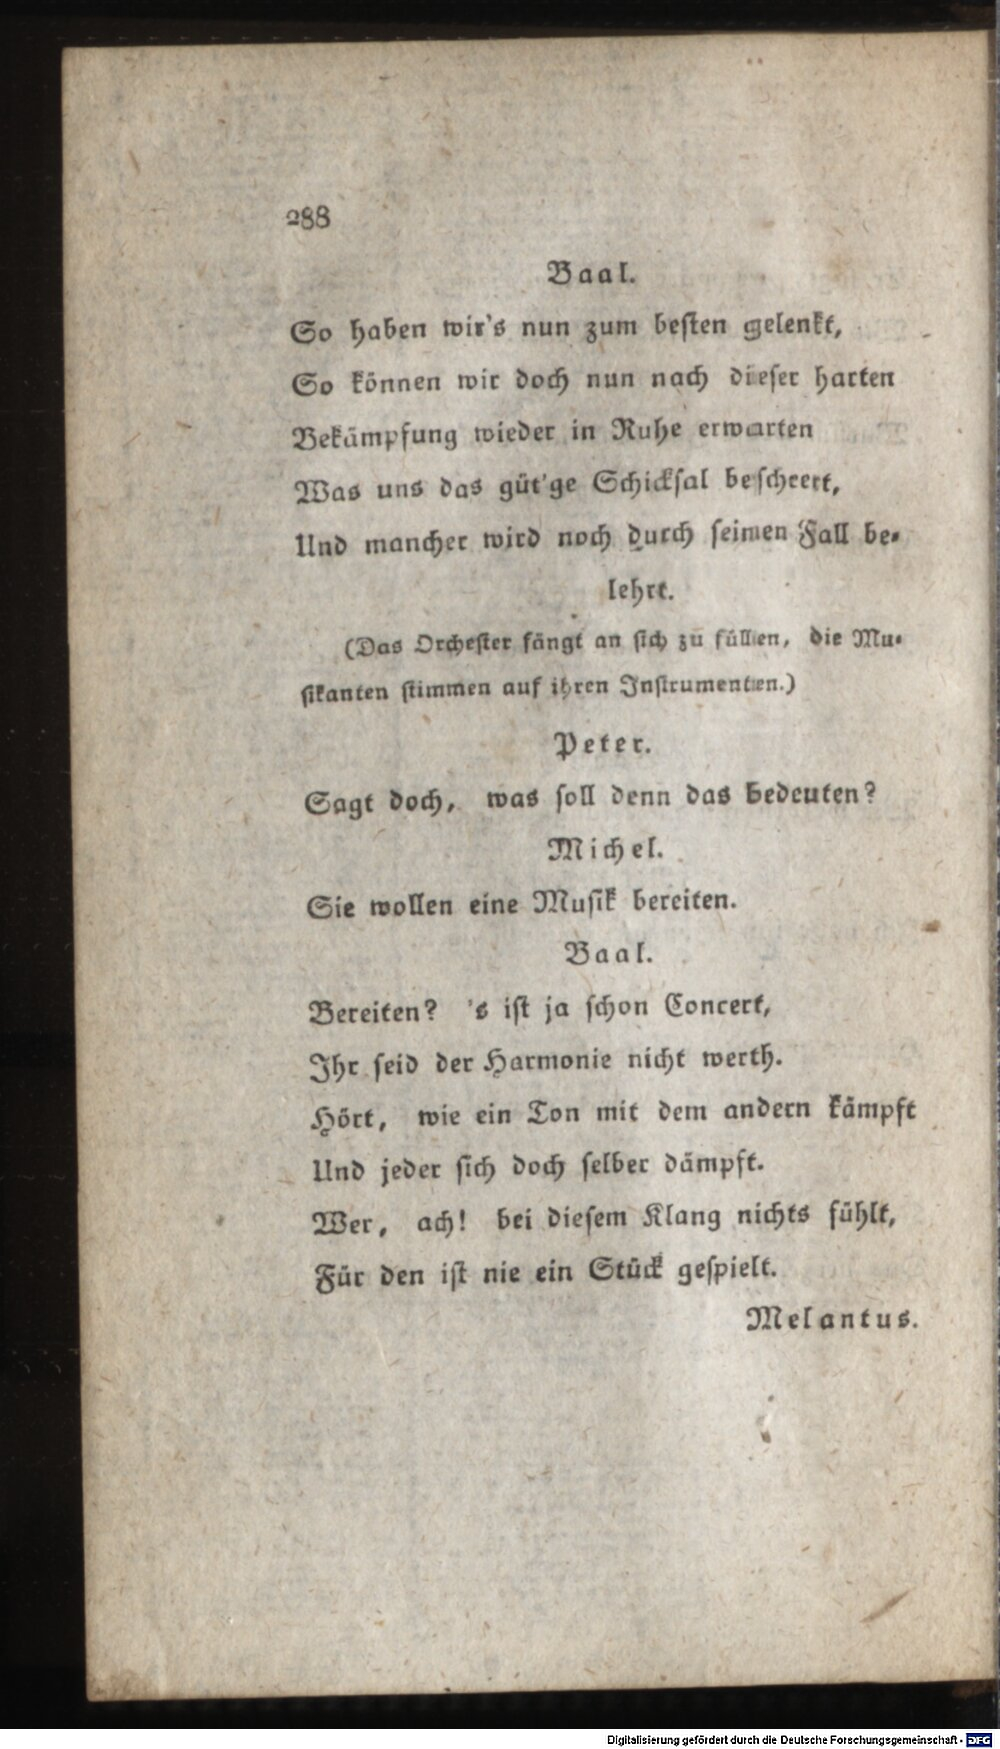 288
Baal.
So haben wir's nun zum besten gelenkt,
So können wir doch nun nach dieser harten
Bekämpfung wieder in Ruhe erwarten
Was uns das güt'ge Schicksal bescheert,
Und mancher wird noch durch seinen Fall be-
lehrt.
(Das Orchester fängt an sich zu füllen, die Mu-
sikanten stimmen auf ihren Instrumenten.)
Peter.
Sagt doch, was soll denn das bedeuten?
Michel.
Sie wollen eine Musik bereiten.
Baal.
Bereiten? 's ist ja schon Concert,
Ihr seid der Harmonie nicht werth.
Hört, wie ein Ton mit dem andern kämpft
Und jeder sich doch selber dämpft.
Wer, ach! bei diesem Klang nichts fühlt,
Für den ist nie ein Stück gespielt.
Melantus.
Digitalisierung gefördert durch die Deutsche Forschungsgemeinschaft - DFG